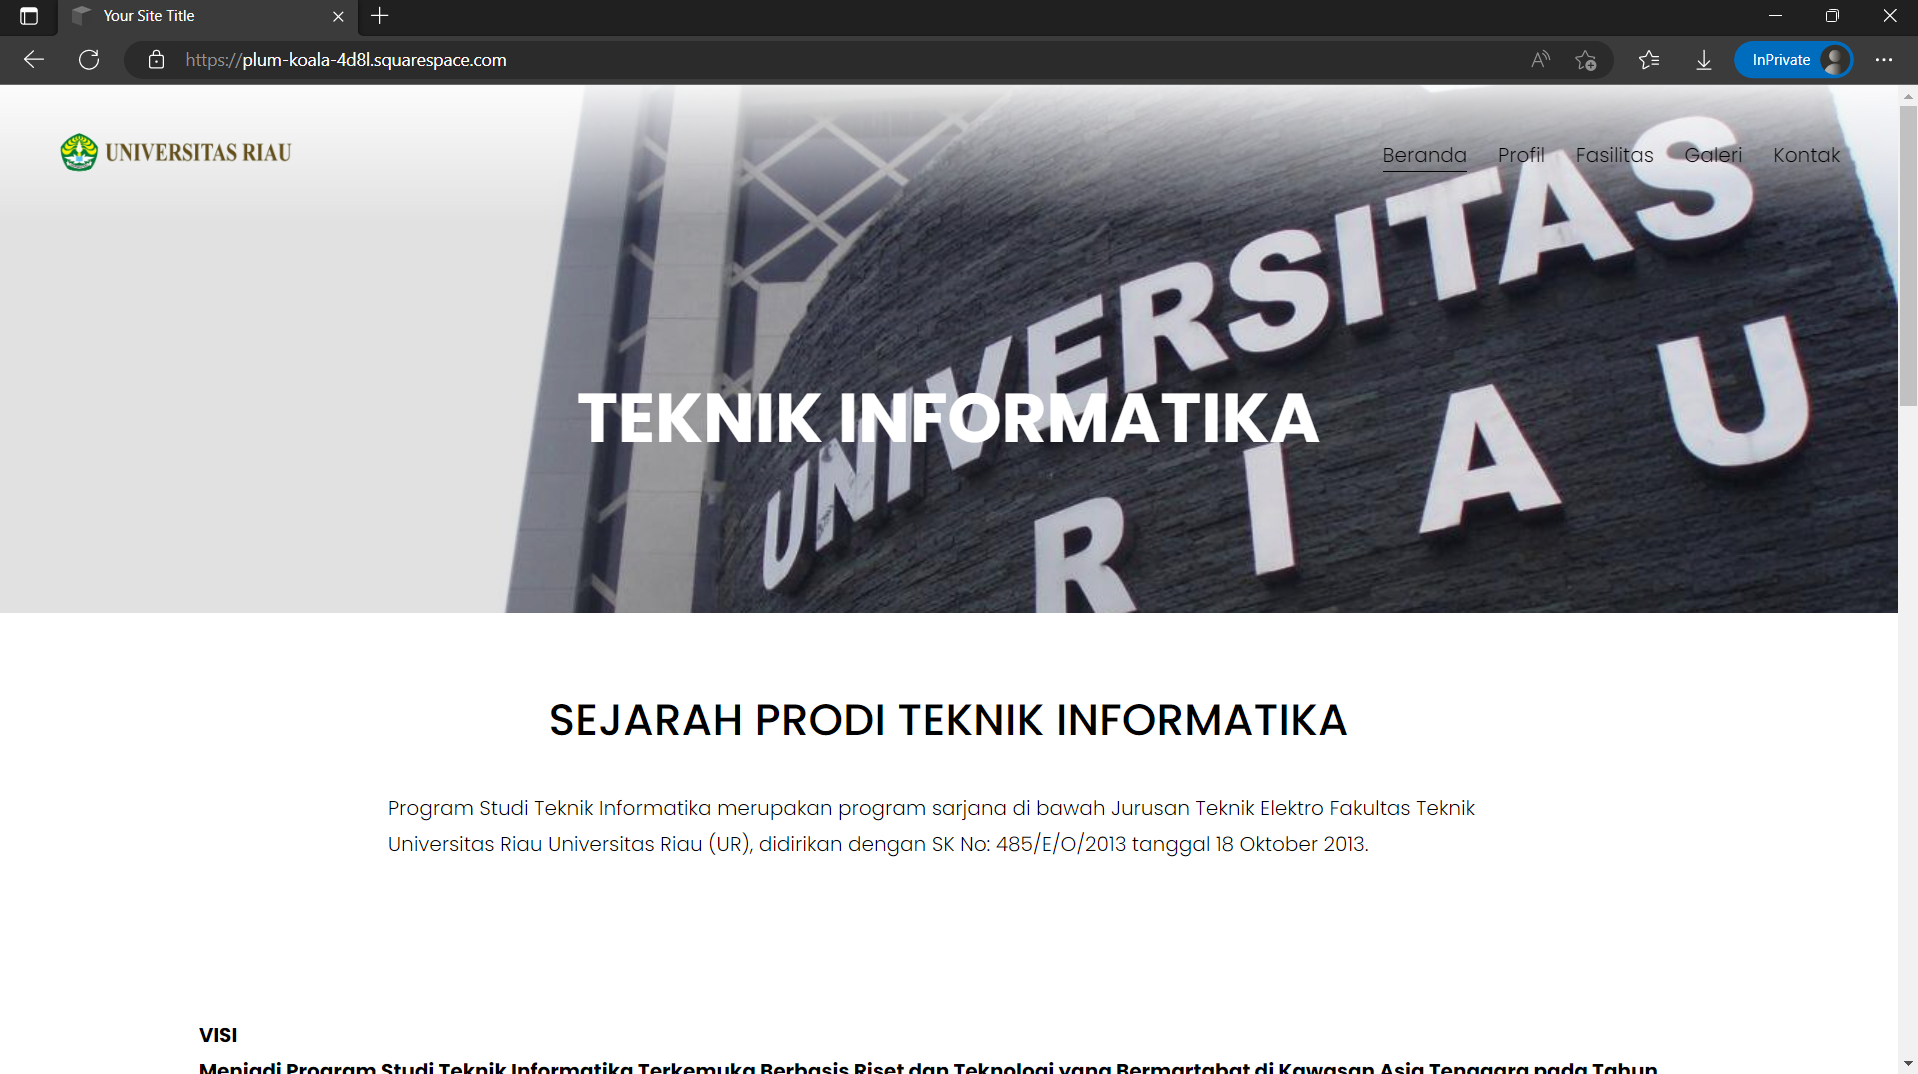 Your Site Title
https://plum-koala-4d8l.squarespace.com
InPrivate
UNIVERSITAS RIAU
Beranda Profil Fasilitas Galeri Kontak
UNIVERSITAS
RIAU
TEKNIK INFORMATIKA
SEJARAH PRODI TEKNIK INFORMATIKA
Program Studi Teknik Informatika merupakan program sarjana di bawah Jurusan Teknik Elektro Fakultas Teknik
Universitas Riau Universitas Riau (UR), didirikan dengan SK No: 485/E/O/2013 tanggal 18 Oktober 2013.
VISI
Menjadi Program Studi Teknik Informatika Terkemuka Berbasis Riset dan Teknologi yang Bermartabat di Kawasan Asia Tenggara pada Tahun